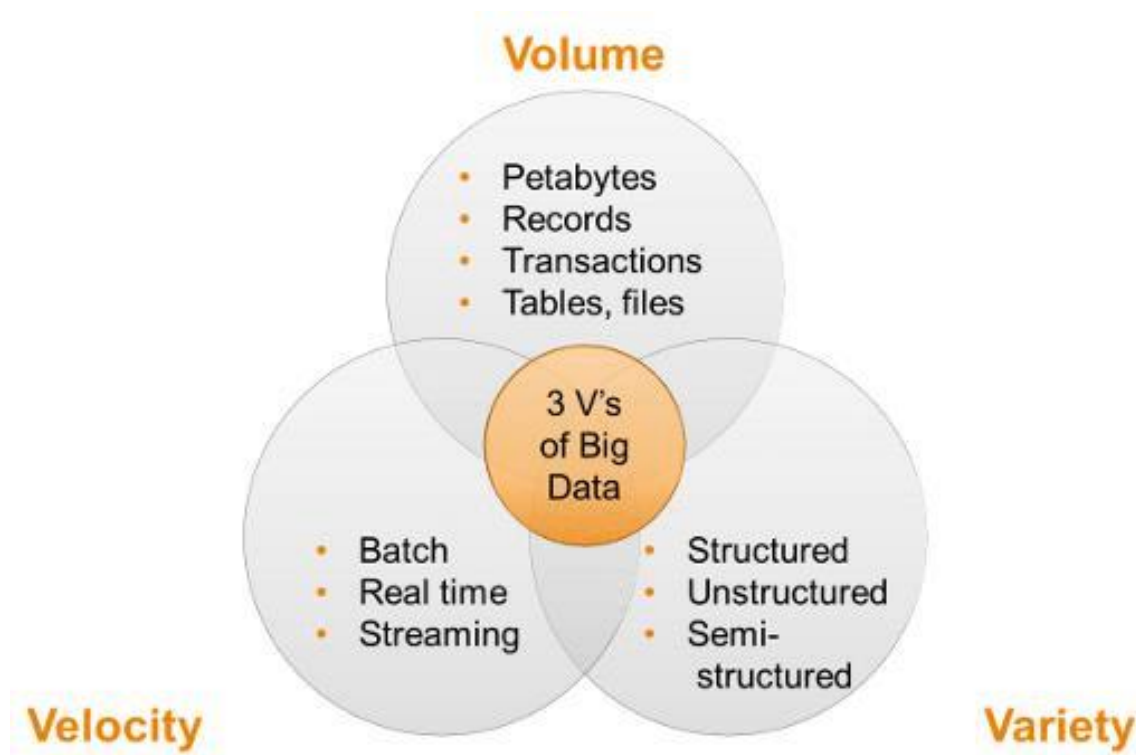 Volume
• Petabytes
• Records
• Transactions
• Tables, files
3 V's
of Big
Data
• Batch
• Real time
• Streaming
• Structured
• Unstructured
• Semi-
structured
Velocity
Variety